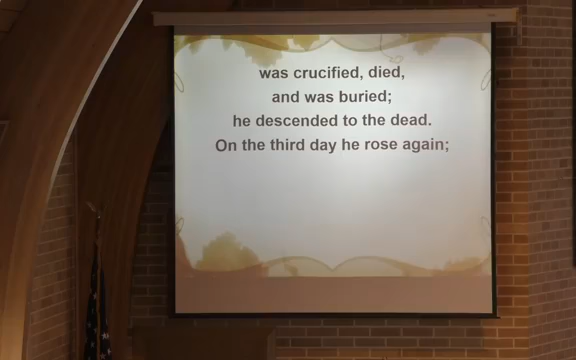 was crucified, died,
and was buried;
he descended to the dead.
On the third day he rose again;